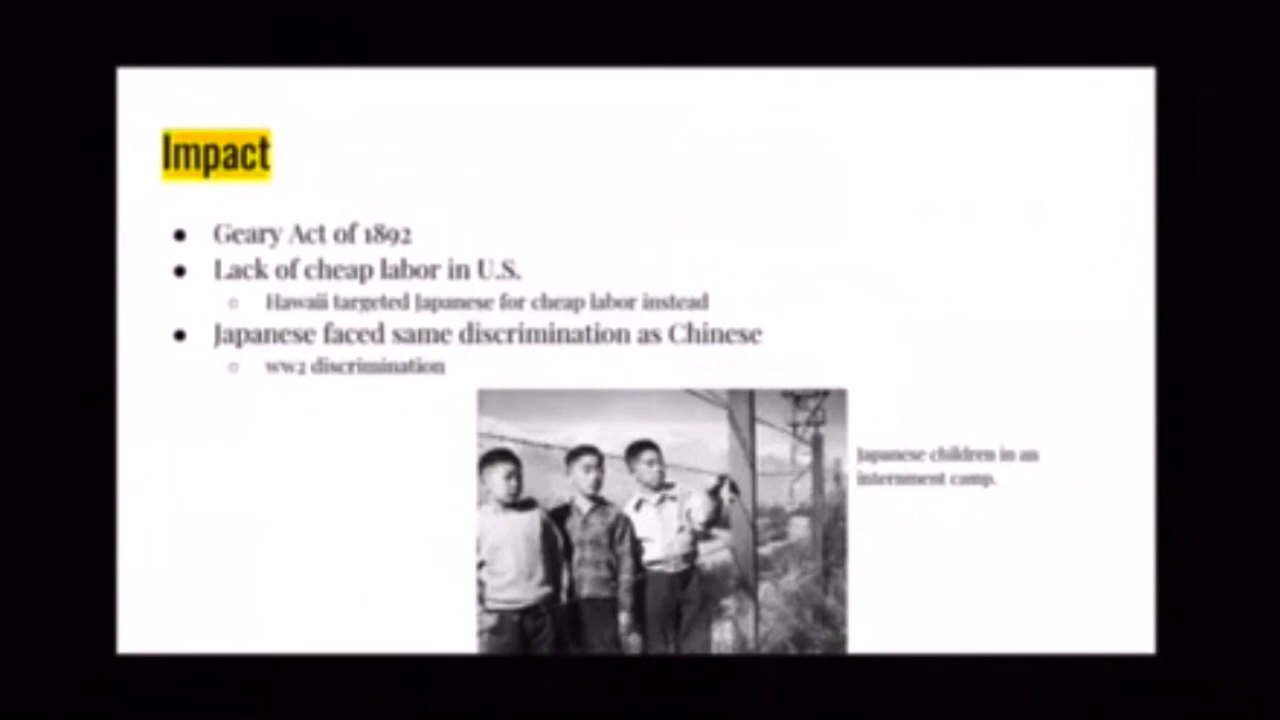 Impact
Geary Act of 1892
Lack of cheap labor in U.S.
Hawaii targeted Japanese for cheap labor instead
Japanese faced same discrimination as Chinese
ww2 discrimination
Japanese children in an
internment camp.